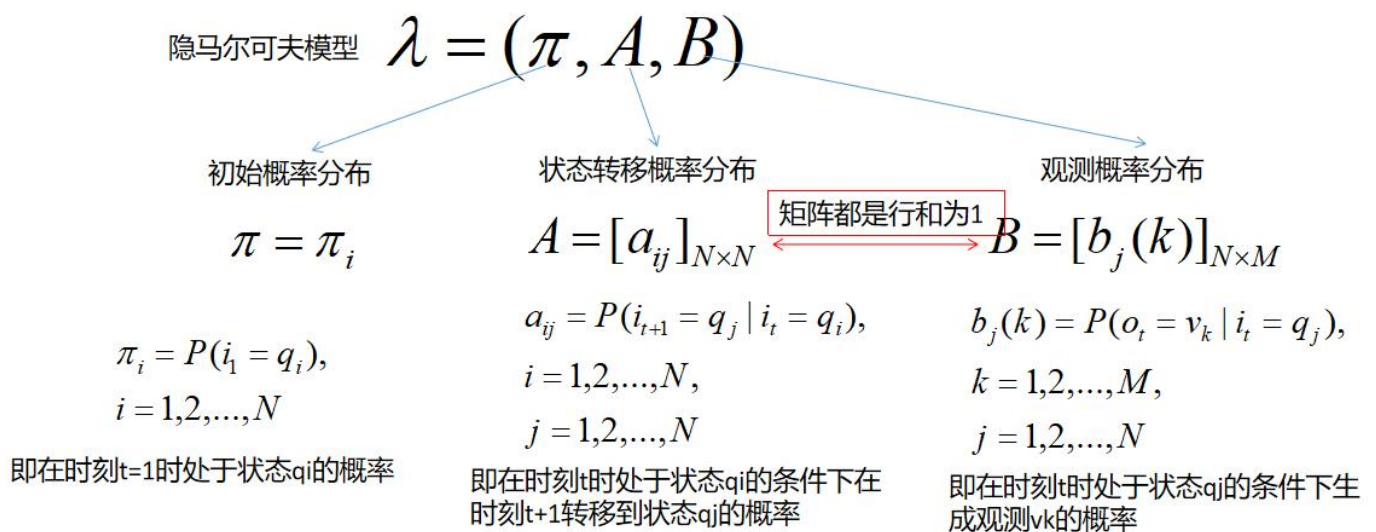 隐马尔可夫模型 λ = (π, A, B)
初始概率分布
π = π_i
π_i = P(i_1 = q_i),
i = 1,2,...,N
即在时刻t=1时处于状态qi的概率
状态转移概率分布
A = [a_{ij}]_{N×N}
a_{ij} = P(i_{t+1} = q_j | i_t = q_i),
i = 1,2,...,N,
j = 1,2,...,N
即在时刻t时处于状态qi的条件下在
时刻t+1转移到状态qj的概率
矩阵都是行和为1
观测概率分布
B = [b_j(k)]_{N×M}
b_j(k) = P(o_t = v_k | i_t = q_j),
k = 1,2,...,M,
j = 1,2,...,N
即在时刻t时处于状态qj的条件下生
成观测vk的概率